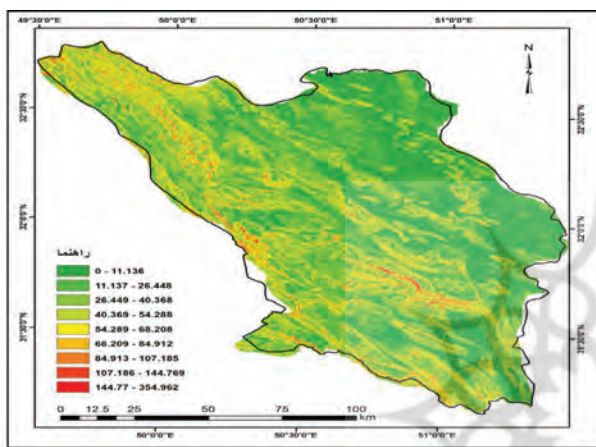 49°30'0"E 50°0'0"E 50°30'0"E 51°0'0"E
N
32°30'0"N 32°30'0"N
32°0'0"N 32°0'0"N
31°30'0"N 31°30'0"N
راهنما
0 - 11.136
11.137 - 26.448
26.449 - 40.368
40.369 - 54.288
54.289 - 68.208
68.209 - 84.912
84.913 - 107.185
107.186 - 144.769
144.77 - 354.962
0 12.5 25 50 75 100
km
50°0'0"E 50°30'0"E 51°0'0"E